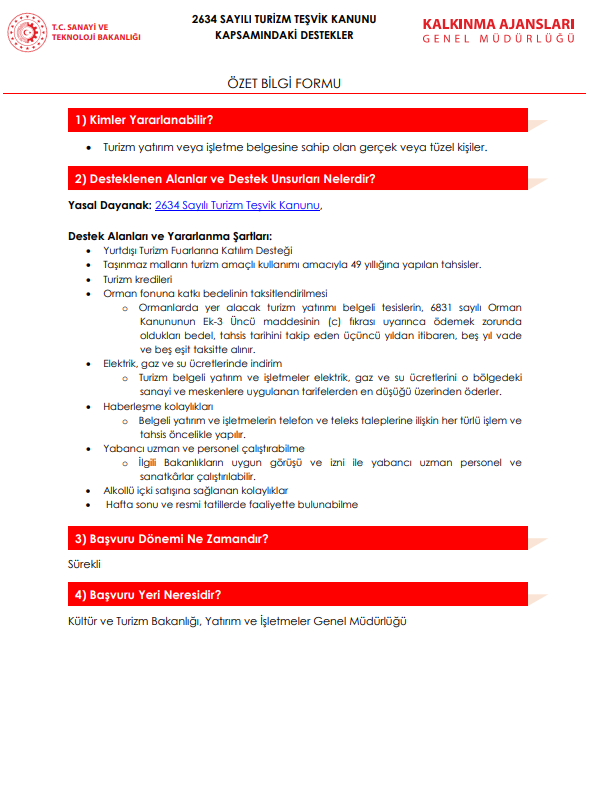 T.C. SANAYİ VE
TEKNOLOJİ BAKANLIĞI
2634 SAYILI TURİZM TEŞVİK KANUNU
KAPSAMINDAKİ DESTEKLER
KALKINMA AJANSLARI
GENEL MÜDÜRLÜĞÜ
ÖZET BİLGİ FORMU
1) Kimler Yararlanabilir?
• Turizm yatırım veya işletme belgesine sahip olan gerçek veya tüzel kişiler.
2) Desteklenen Alanlar ve Destek Unsurları Nelerdir?
Yasal Dayanak: 2634 Sayılı Turizm Teşvik Kanunu,
Destek Alanları ve Yararlanma Şartları:
• Yurtdışı Turizm Fuarlarına Katılım Desteği
• Taşınmaz malların turizm amaçlı kullanımı amacıyla 49 yıllığına yapılan tahsisler.
• Turizm kredileri
• Orman fonuna katkı bedelinin taksitlendirilmesi
o Ormanlarda yer alacak turizm yatırımı belgeli tesislerin, 6831 sayılı Orman
Kanununun Ek-3 Üncü maddesinin (c) fıkrası uyarınca ödemek zorunda
oldukları bedel, tahsis tarihini takip eden üçüncü yıldan itibaren, beş yıl vade
ve beş eşit taksitte alınır.
• Elektrik, gaz ve su ücretlerinde indirim
o Turizm belgeli yatırım ve işletmeler elektrik, gaz ve su ücretlerini o bölgedeki
sanayi ve meskenlere uygulanan tarifelerden en düşüğü üzerinden öderler.
• Haberleşme kolaylıkları
o Belgeli yatırım ve işletmelerin telefon ve teleks taleplerine ilişkin her türlü işlem ve
tahsis öncelikle yapılır.
• Yabancı uzman ve personel çalıştırabilme
o İlgili Bakanlıkların uygun görüşü ve izni ile yabancı uzman personel ve
sanatkârlar çalıştırılabilir.
• Alkollü içki satışına sağlanan kolaylıklar
• Hafta sonu ve resmi tatillerde faaliyette bulunabilme
3) Başvuru Dönemi Ne Zamandır?
Sürekli
4) Başvuru Yeri Neresidir?
Kültür ve Turizm Bakanlığı, Yatırım ve İşletmeler Genel Müdürlüğü